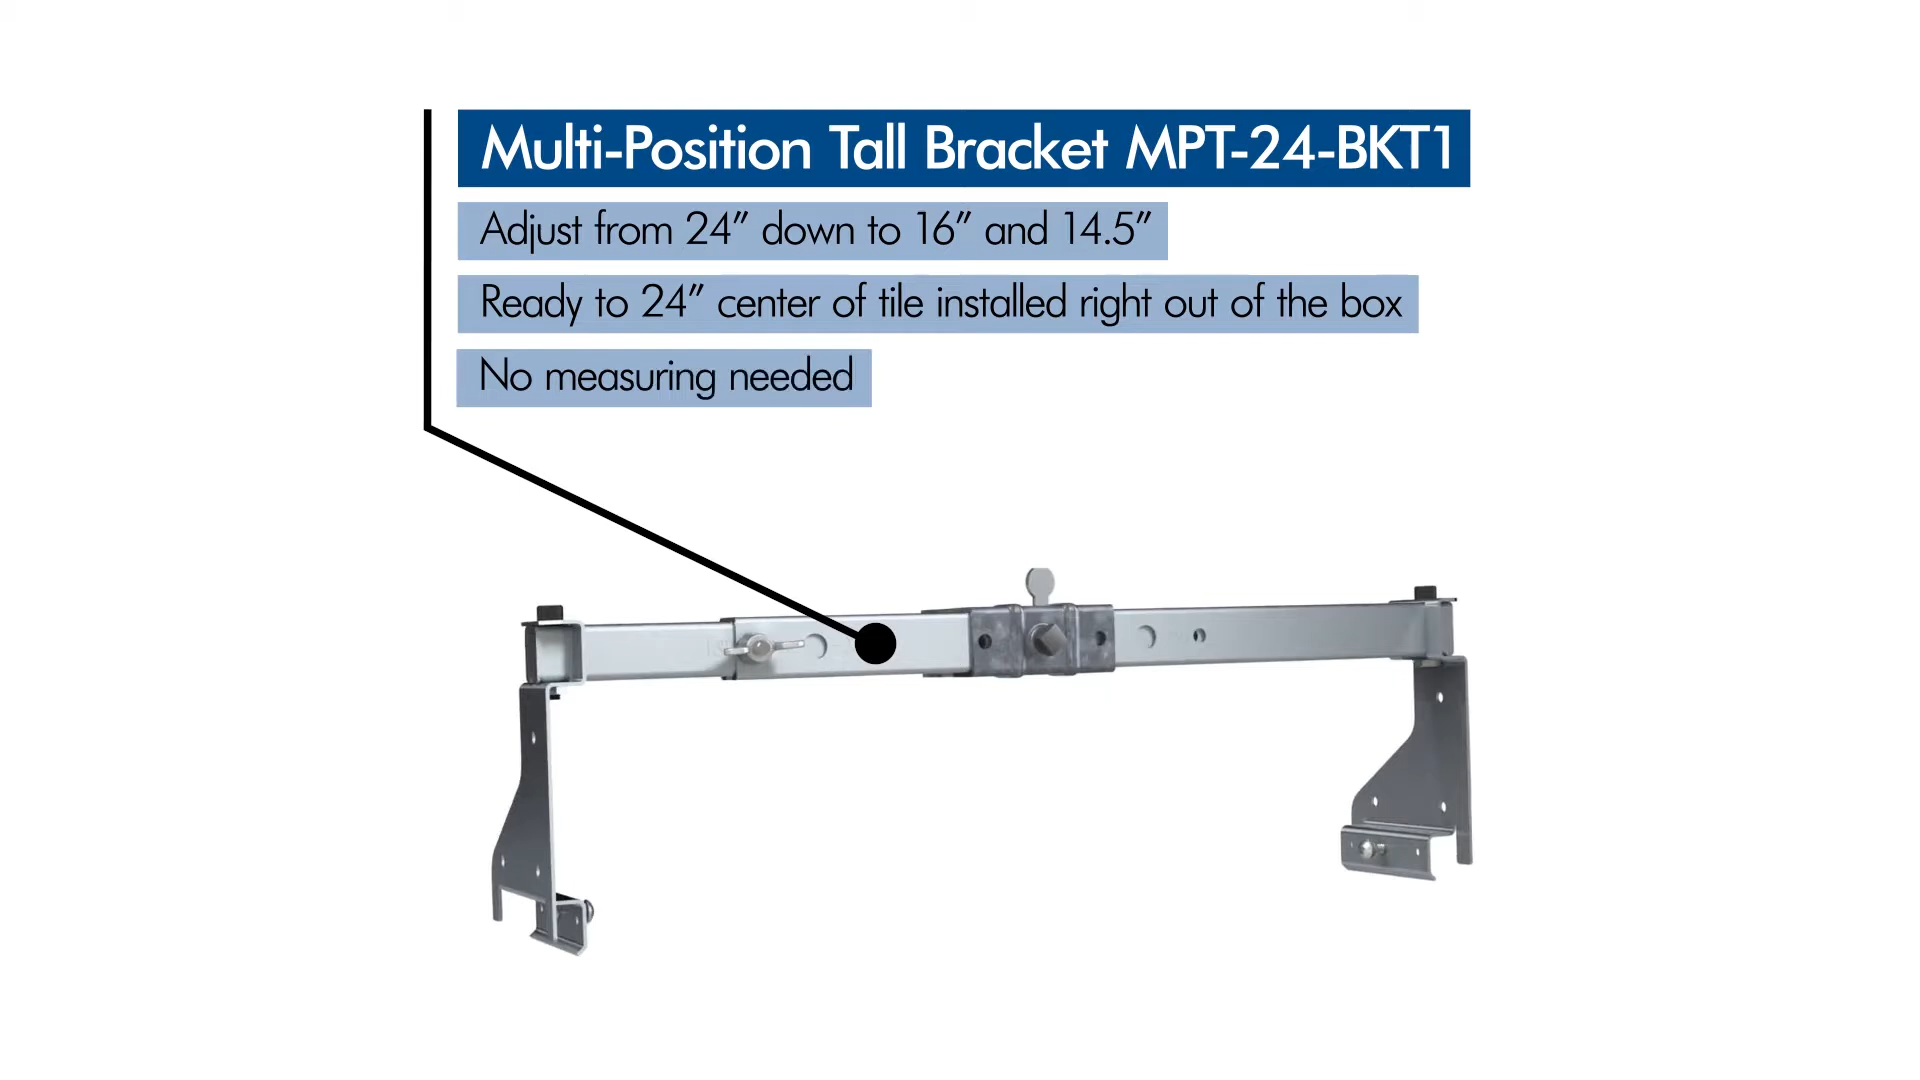 Multi-Position Tall Bracket MPT-24-BKT1
Adjust from 24” down to 16” and 14.5”
Ready to 24” center of tile installed right out of the box
No measuring needed